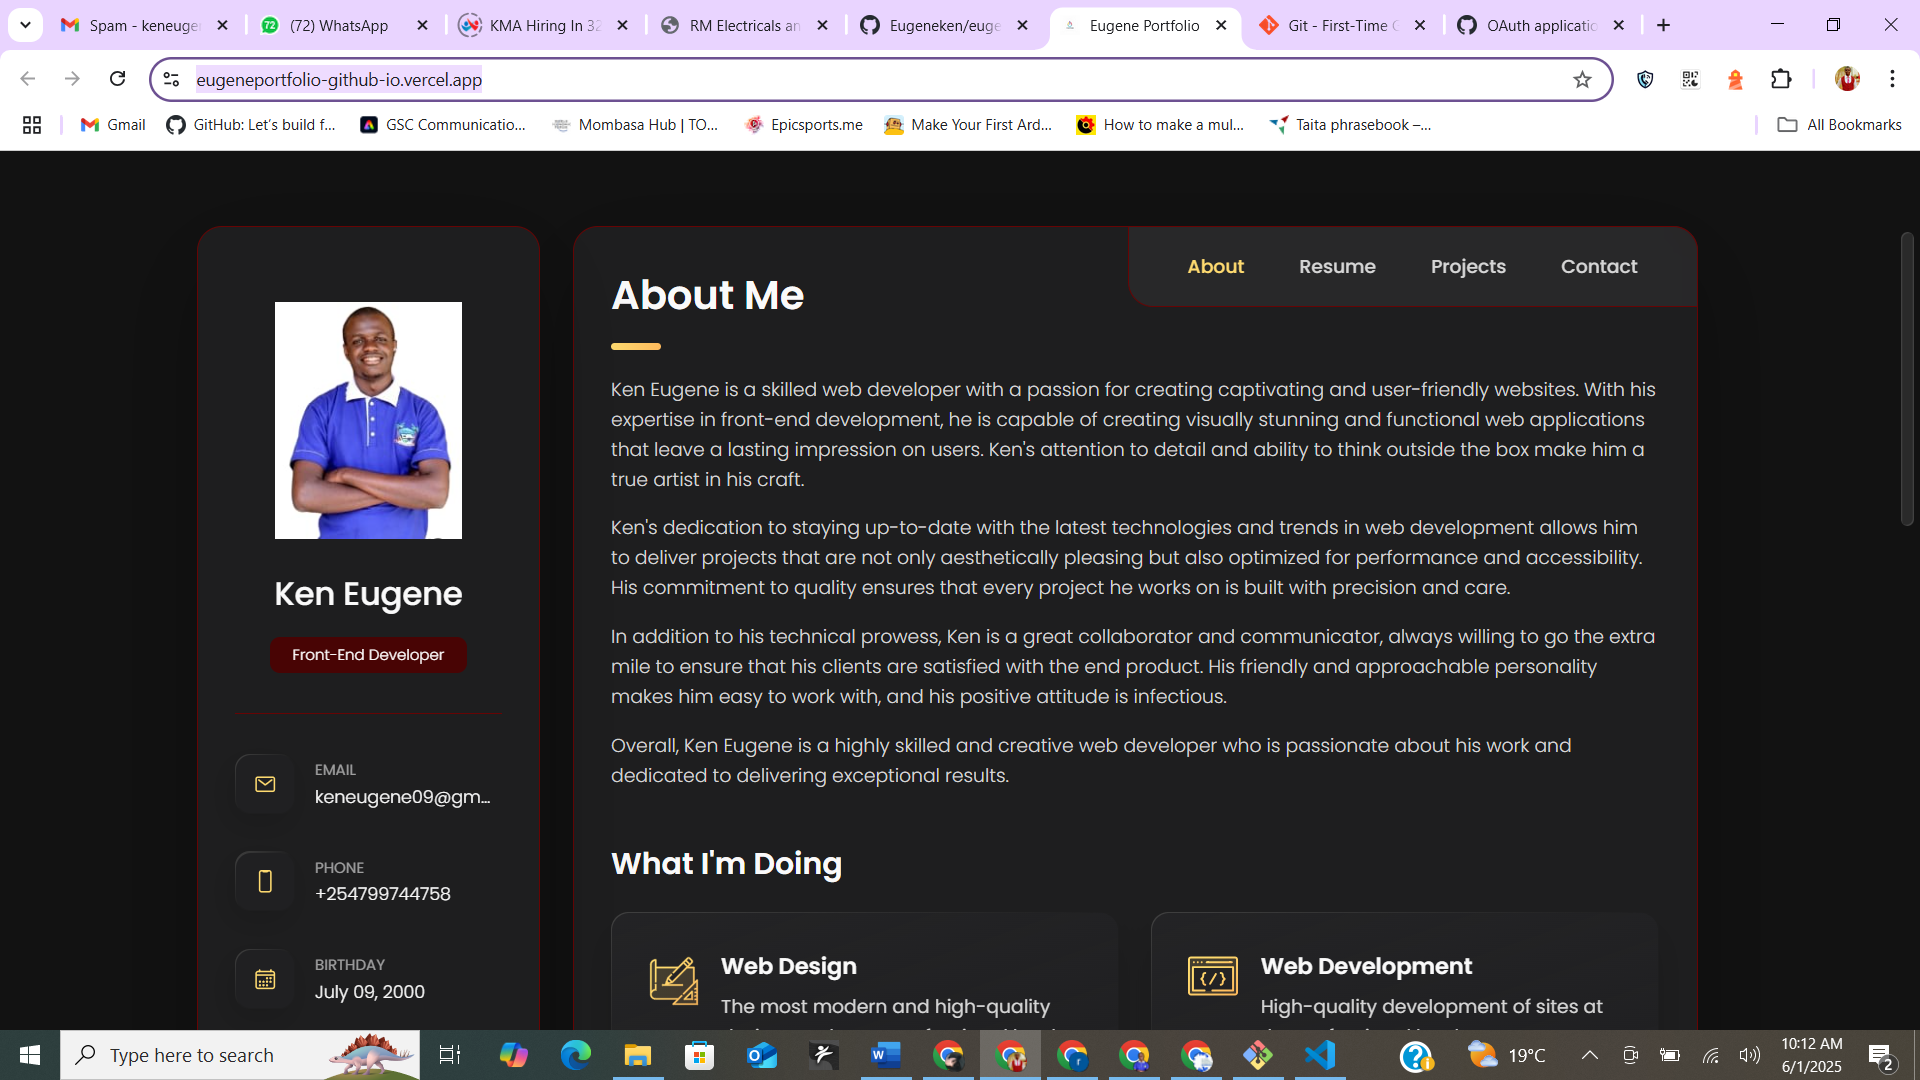 Spam - keneuger
(72) WhatsApp
KMA Hiring In 32
RM Electricals an
Eugeneken/euge
Eugene Portfolio
Git - First-Time
OAuth applicatio
eugeneportfolio-github-io.vercel.app
Gmail
GitHub: Let's build f...
GSC Communicatio...
Mombasa Hub | TO...
Epicsports.me
Make Your First Ard...
How to make a mul...
Taita phrasebook –...
All Bookmarks
About
Resume
Projects
Contact
Ken Eugene
Front-End Developer
EMAIL
keneugene09@gm...
PHONE
+254799744758
BIRTHDAY
July 09, 2000
About Me
Ken Eugene is a skilled web developer with a passion for creating captivating and user-friendly websites. With his
expertise in front-end development, he is capable of creating visually stunning and functional web applications
that leave a lasting impression on users. Ken's attention to detail and ability to think outside the box make him a
true artist in his craft.
Ken's dedication to staying up-to-date with the latest technologies and trends in web development allows him
to deliver projects that are not only aesthetically pleasing but also optimized for performance and accessibility.
His commitment to quality ensures that every project he works on is built with precision and care.
In addition to his technical prowess, Ken is a great collaborator and communicator, always willing to go the extra
mile to ensure that his clients are satisfied with the end product. His friendly and approachable personality
makes him easy to work with, and his positive attitude is infectious.
Overall, Ken Eugene is a highly skilled and creative web developer who is passionate about his work and
dedicated to delivering exceptional results.
What I'm Doing
Web Design
The most modern and high-quality
Web Development
High-quality development of sites at
Type here to search
19°C
10:12 AM
6/1/2025
2